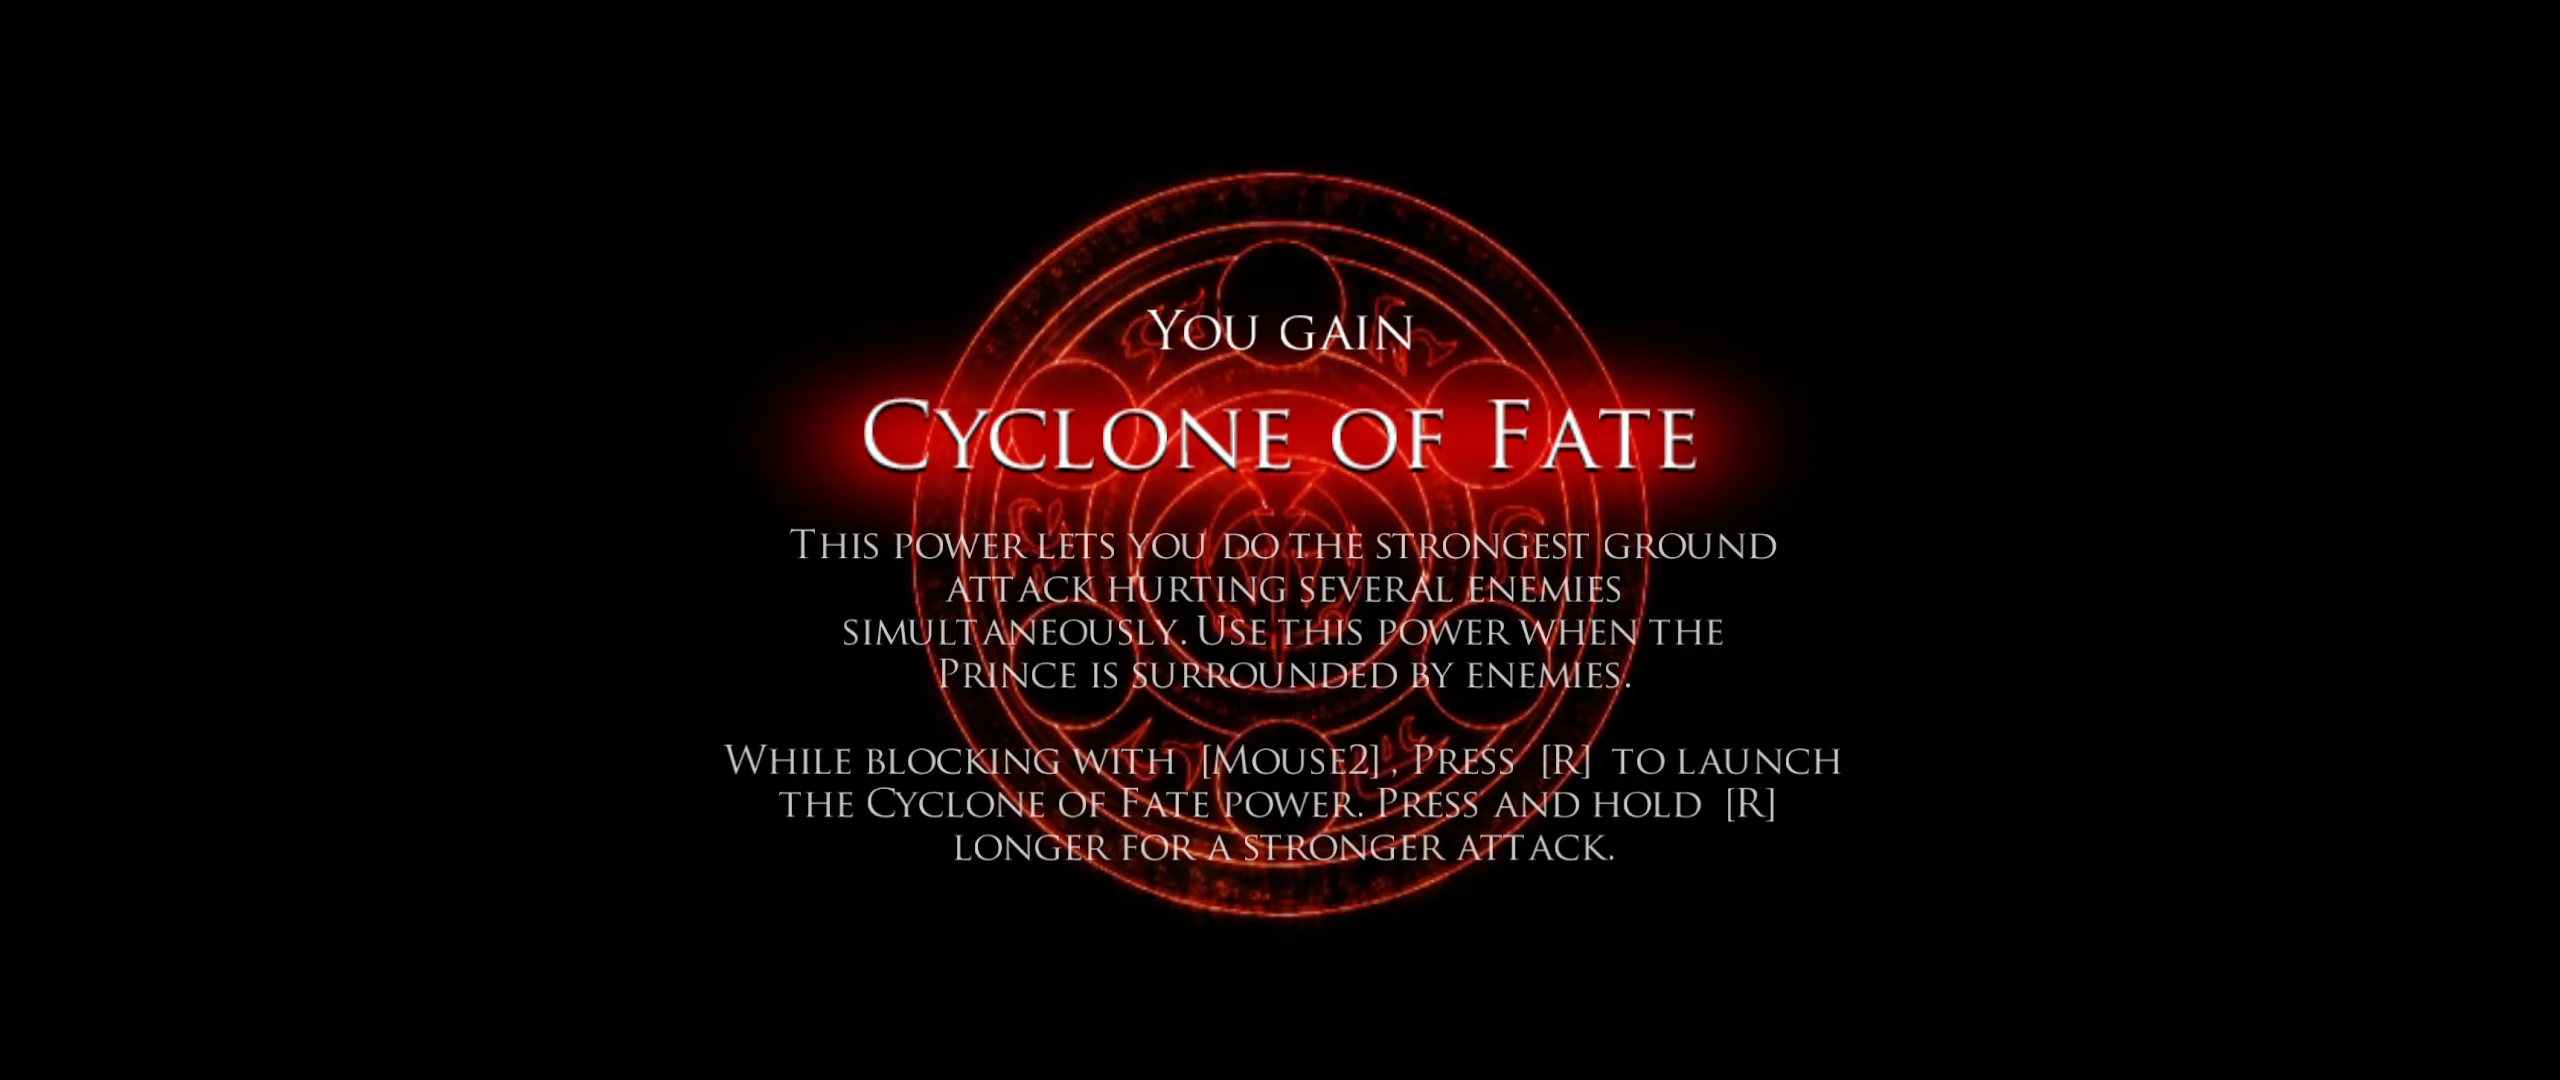 You gain
Cyclone of Fate
This power lets you do the strongest ground
attack hurting several enemies
simultaneously. Use this power when the
Prince is surrounded by enemies.
While blocking with [Mouse2], Press [R] to launch
the Cyclone of Fate power. Press and hold [R]
longer for a stronger attack.